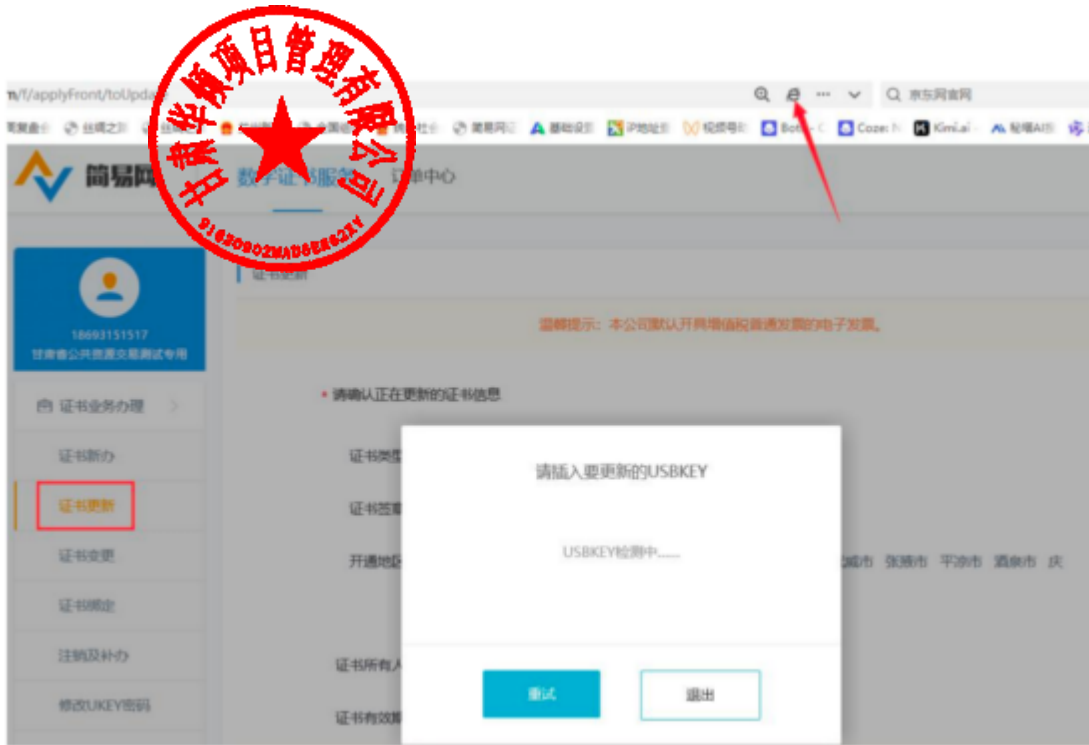 甘肃华领项目管理有限公司
n/f/applyFront/toUpda
京东网官网
简易网
数字证书服务
订单中心
证书更新
18693151517
甘肃省公共资源交易测试专用
温馨提示：本公司默认开具增值税普通发票的电子发票。
证书业务办理
* 请确认正在更新的证书信息
证书新办
证书类型
请插入要更新的USBKEY
证书更新
证书签章
USBKEY检测中......
证书变更
开通地区
威市 张掖市 平凉市 酒泉市 庆
证书绑定
注销及补办
证书所有人
重试
退出
修改UKEY密码
证书有效期